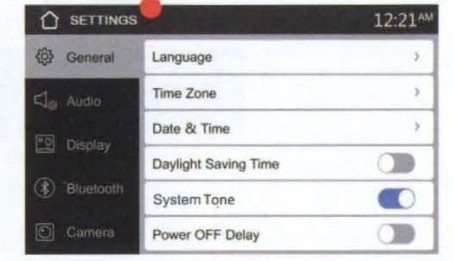 SETTINGS 12:21AM
General
Audio
Display
Bluetooth
Camera
Language
Time Zone
Date & Time
Daylight Saving Time
System Tone
Power OFF Delay